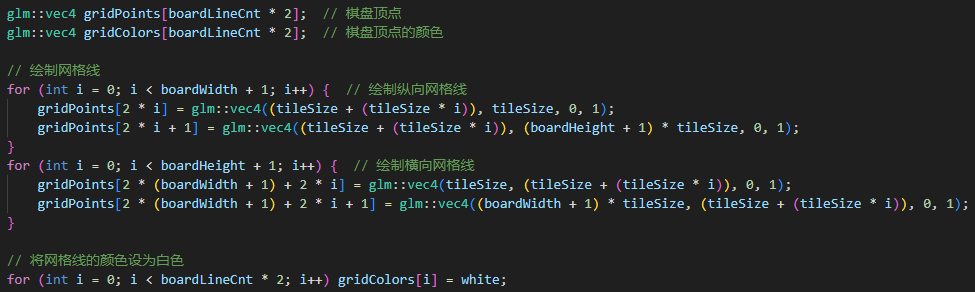 glm::vec4 gridPoints[boardLineCnt * 2];  // 棋盘顶点
glm::vec4 gridColors[boardLineCnt * 2];  // 棋盘顶点的颜色

// 绘制网格线
for (int i = 0; i < boardWidth + 1; i++) {  // 绘制纵向网格线
    gridPoints[2 * i] = glm::vec4((tileSize + (tileSize * i)), tileSize, 0, 1);
    gridPoints[2 * i + 1] = glm::vec4((tileSize + (tileSize * i)), (boardHeight + 1) * tileSize, 0, 1);
}
for (int i = 0; i < boardHeight + 1; i++) {  // 绘制横向网格线
    gridPoints[2 * (boardWidth + 1) + 2 * i] = glm::vec4(tileSize, (tileSize + (tileSize * i)), 0, 1);
    gridPoints[2 * (boardWidth + 1) + 2 * i + 1] = glm::vec4((boardWidth + 1) * tileSize, (tileSize + (tileSize * i)), 0, 1);
}

// 将网格线的颜色设为白色
for (int i = 0; i < boardLineCnt * 2; i++) gridColors[i] = white;